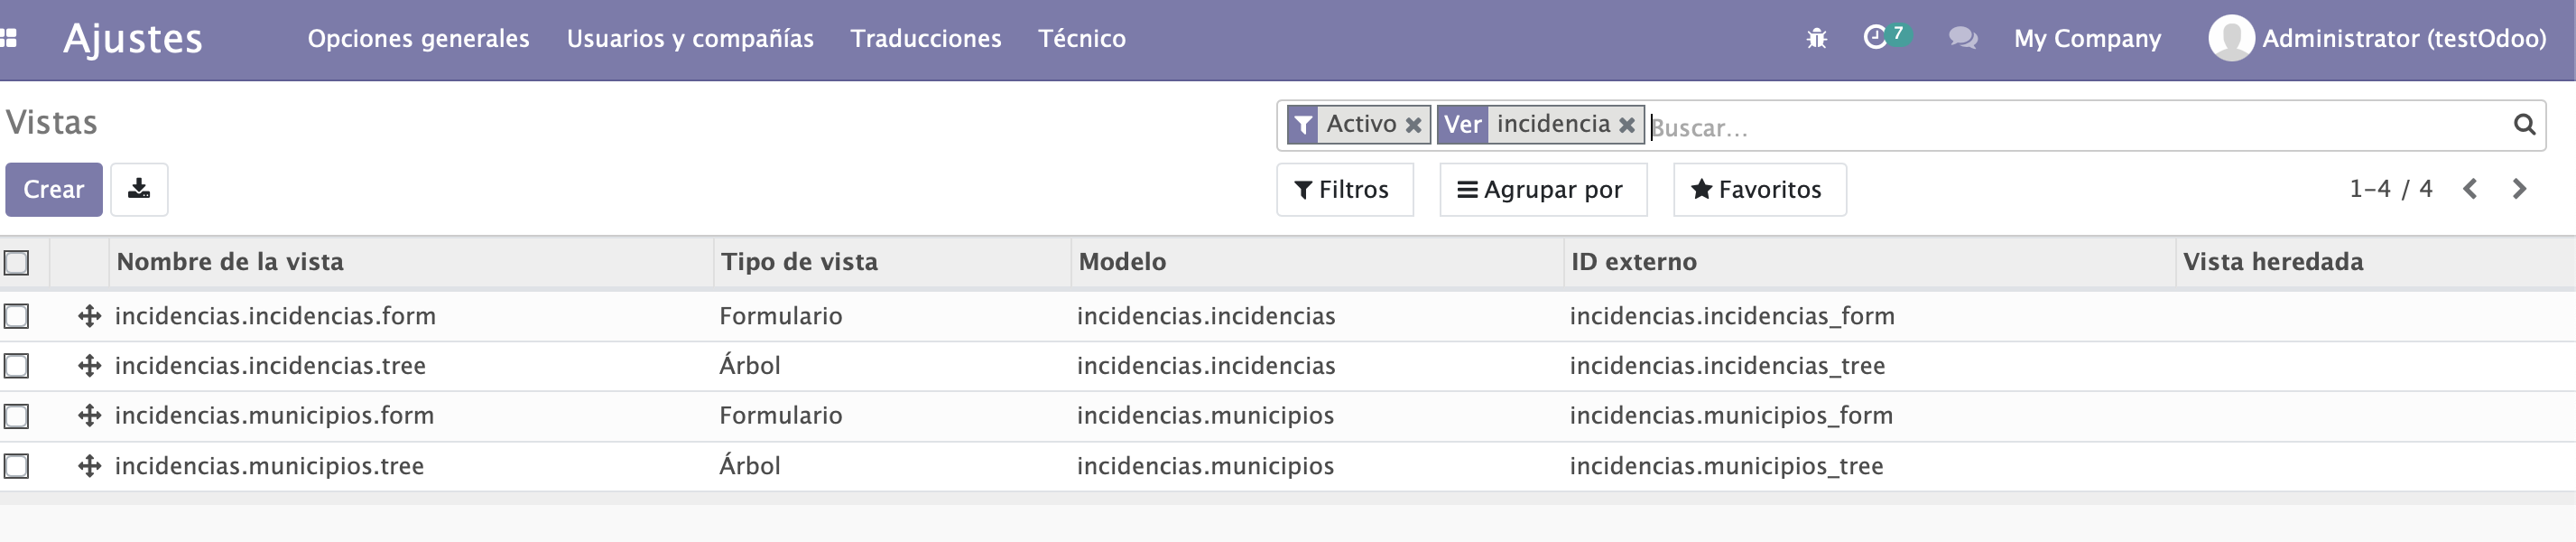 Ajustes Opciones generales Usuarios y compañías Traducciones Técnico 7 My Company Administrator (testOdoo)
Vistas Activo Ver incidencia Buscar...
Crear Filtros Agrupar por Favoritos 1-4 / 4
Nombre de la vista Tipo de vista Modelo ID externo Vista heredada
incidencias.incidencias.form Formulario incidencias.incidencias incidencias.incidencias_form
incidencias.incidencias.tree Árbol incidencias.incidencias incidencias.incidencias_tree
incidencias.municipios.form Formulario incidencias.municipios incidencias.municipios_form
incidencias.municipios.tree Árbol incidencias.municipios incidencias.municipios_tree